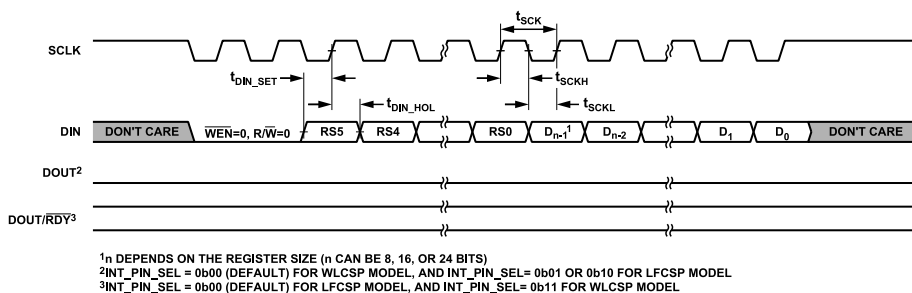 tSCK
SCLK
tDIN_SET
tSCKH
tDIN_HOL
tSCKL
DIN
DON'T CARE
WEN=0, R/W=0
RS5
RS4
RS0
Dn-1¹
Dn-2
D1
D0
DON'T CARE
DOUT²
DOUT/RDY³
¹n DEPENDS ON THE REGISTER SIZE (n CAN BE 8, 16, OR 24 BITS)
²INT_PIN_SEL = 0b00 (DEFAULT) FOR WLCSP MODEL, AND INT_PIN_SEL= 0b01 OR 0b10 FOR LFCSP MODEL
³INT_PIN_SEL = 0b00 (DEFAULT) FOR LFCSP MODEL, AND INT_PIN_SEL= 0b11 FOR WLCSP MODEL